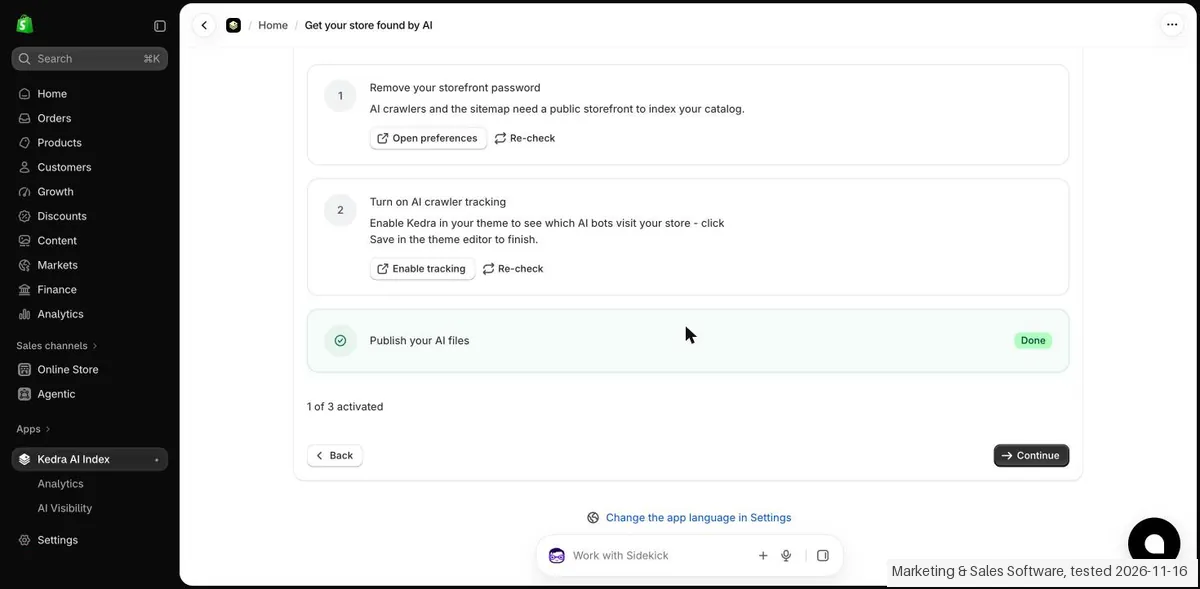 Home / Get your store found by AI
Search ⌘K
Home
Orders
Products
Customers
Growth
Discounts
Content
Markets
Finance
Analytics
Sales channels
Online Store
Agentic
Apps
Kedra AI Index
Analytics
AI Visibility
Settings
1
Remove your storefront password
AI crawlers and the sitemap need a public storefront to index your catalog.
Open preferences Re-check
2
Turn on AI crawler tracking
Enable Kedra in your theme to see which AI bots visit your store - click
Save in the theme editor to finish.
Enable tracking Re-check
Publish your AI files Done
1 of 3 activated
Back Continue
Change the app language in Settings
Work with Sidekick
Marketing & Sales Software, tested 2026-11-16